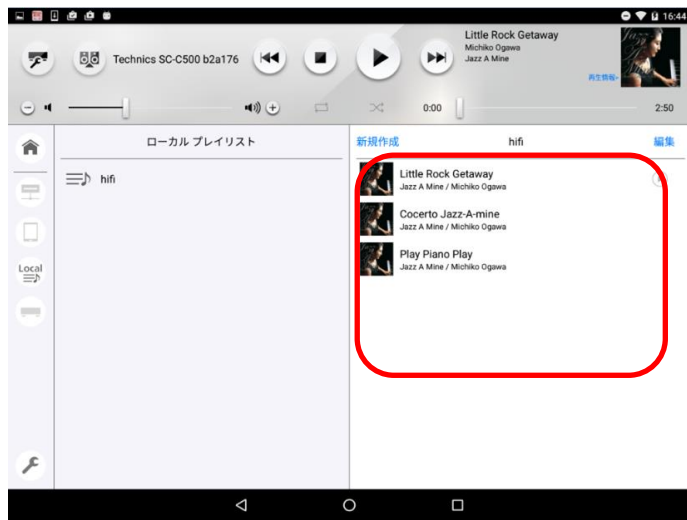 16:44
Technics SC-C500 b2a176
Little Rock Getaway
Michiko Ogawa
Jazz A Mine
再生情報>
0:00
2:50
ローカル プレイリスト
新規作成
hifi
編集
hifi
Little Rock Getaway
Jazz A Mine / Michiko Ogawa
Cocerto Jazz-A-mine
Jazz A Mine / Michiko Ogawa
Play Piano Play
Jazz A Mine / Michiko Ogawa
Local